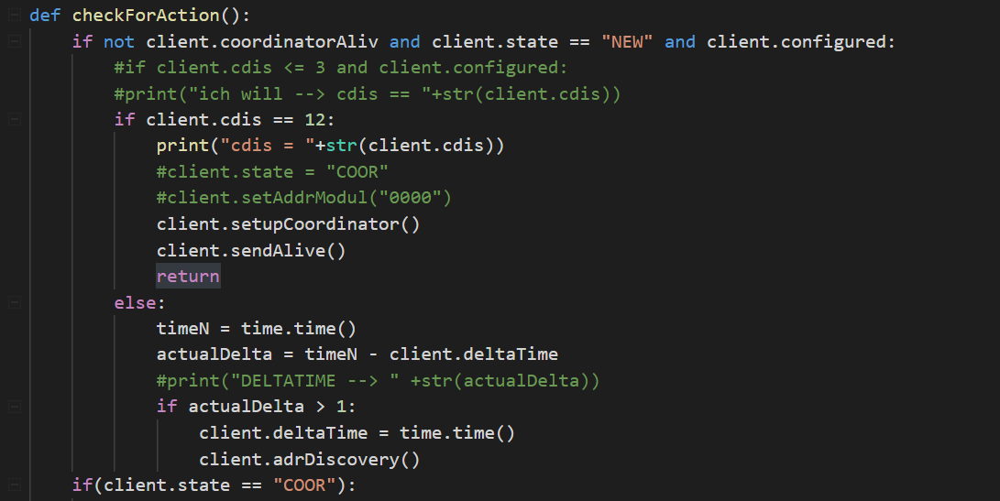 def checkForAction():
    if not client.coordinatorAliv and client.state == "NEW" and client.configured:
        #if client.cdis <= 3 and client.configured:
        #print("ich will --> cdis == "+str(client.cdis))
        if client.cdis == 12:
            print("cdis = "+str(client.cdis))
            #client.state = "COOR"
            #client.setAddrModul("0000")
            client.setupCoordinator()
            client.sendAlive()
            return
        else:
            timeN = time.time()
            actualDelta = timeN - client.deltaTime
            #print("DELTATIME --> " +str(actualDelta))
            if actualDelta > 1:
                client.deltaTime = time.time()
                client.adrDiscovery()
    if(client.state == "COOR"):